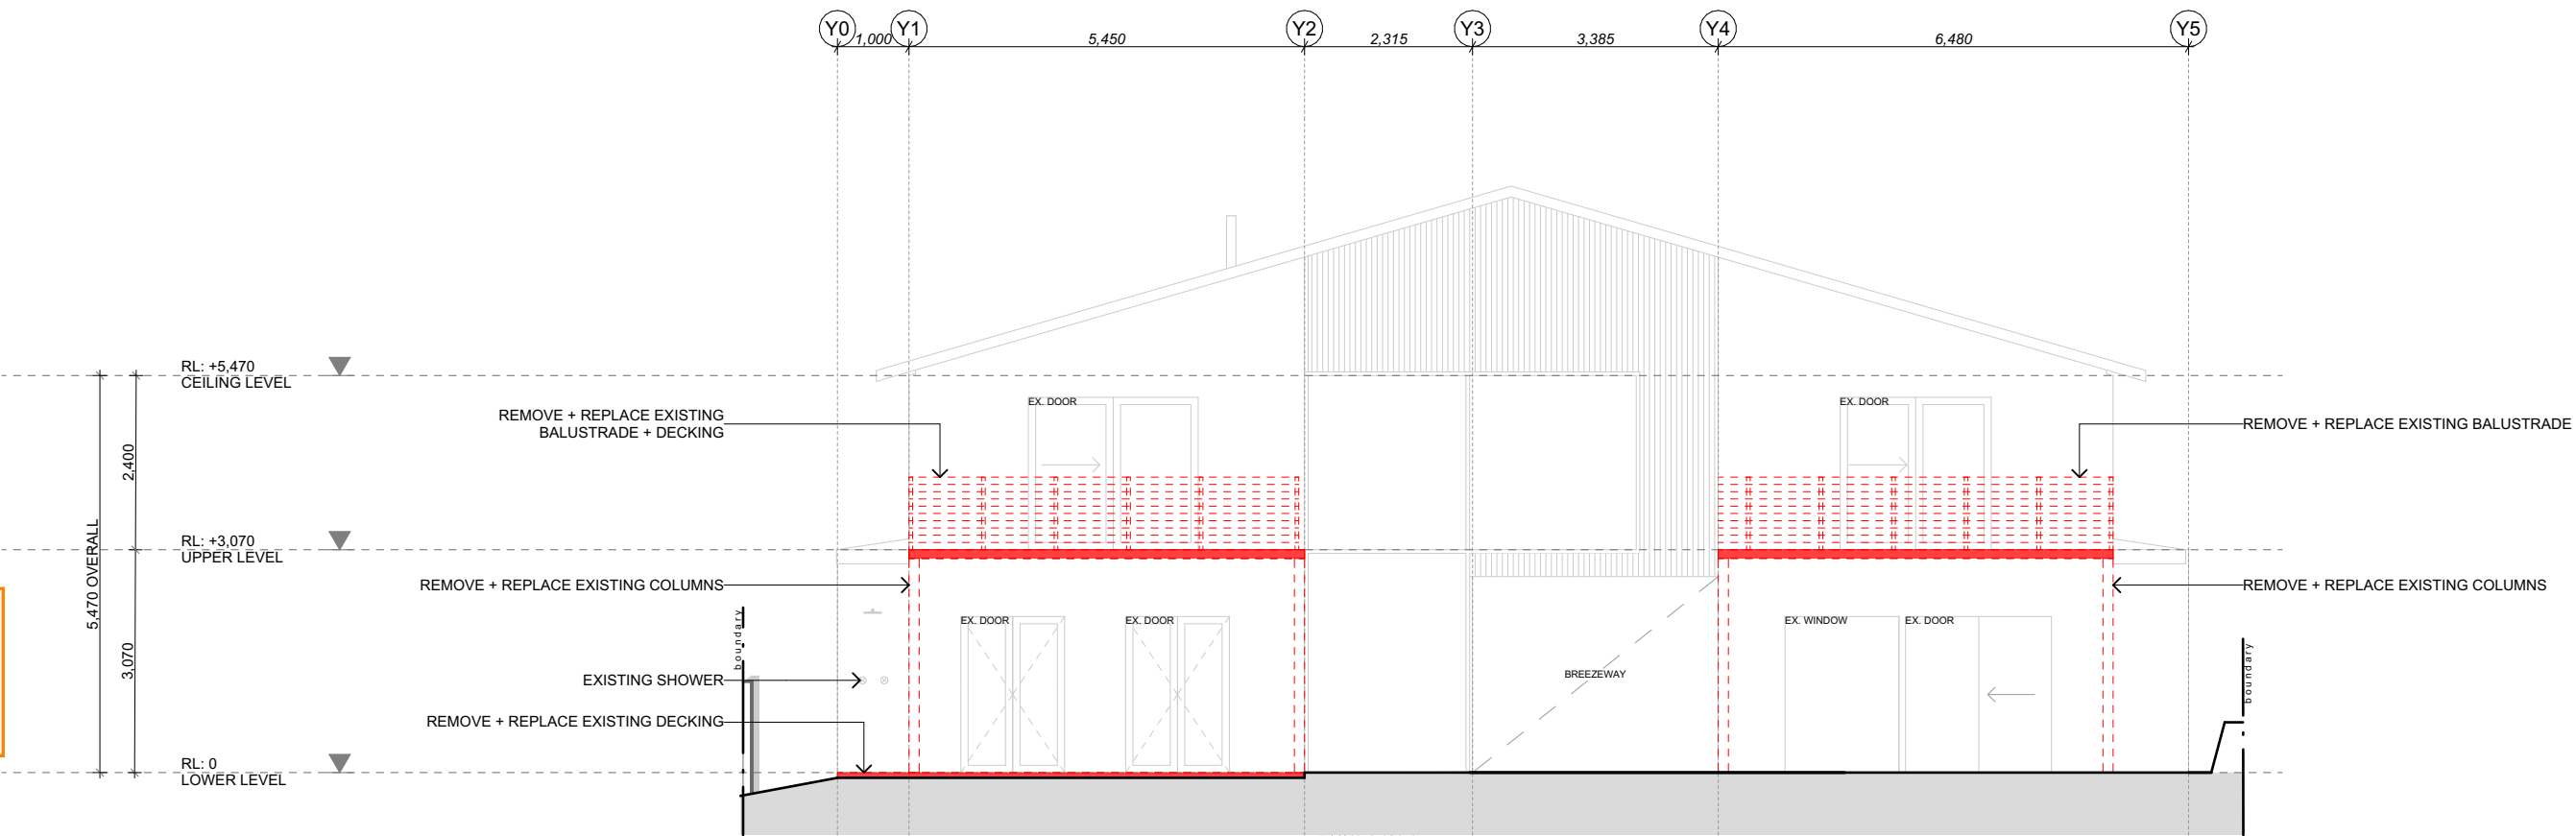 Y0 Y1 Y2 Y3 Y4 Y5
1,000 5,450 2,315 3,385 6,480
RL: +5,470
CEILING LEVEL
REMOVE + REPLACE EXISTING
BALUSTRADE + DECKING
EX. DOOR
EX. DOOR
REMOVE + REPLACE EXISTING BALUSTRADE
2,400
5,470 OVERALL
RL: +3,070
UPPER LEVEL
REMOVE + REPLACE EXISTING COLUMNS
REMOVE + REPLACE EXISTING COLUMNS
3,070
boundary
EX. DOOR
EX. DOOR
EX. WINDOW
EX. DOOR
boundary
BREEZEWAY
EXISTING SHOWER
REMOVE + REPLACE EXISTING DECKING
RL: 0
LOWER LEVEL